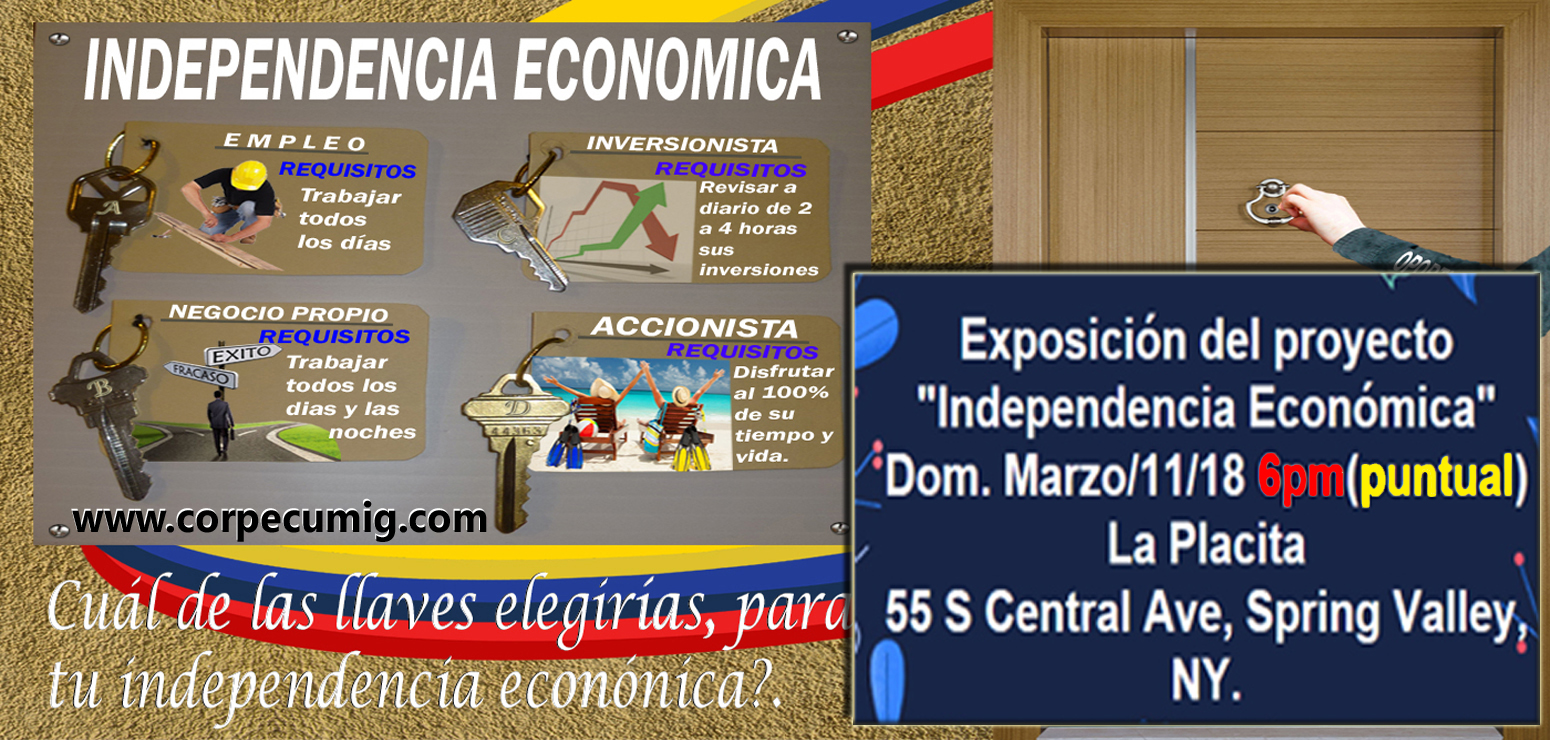 INDEPENDENCIA ECONOMICA
EMPLEO
REQUISITOS
Trabajar
todos
los días
A
INVERSIONISTA
REQUISITOS
Revisar a
diario de 2
a 4 horas
sus
inversiones
C
NEGOCIO PROPIO
REQUISITOS
EXITO
FRACASO
Trabajar
todos los
dias y las
noches
B
ACCIONISTA
REQUISITOS
Disfrutar
al 100%
de su
tiempo y
vida.
D
www.corpecumig.com
Cuál de las llaves elegirías, para
tu independencia econónica?.
Exposición del proyecto
"Independencia Económica"
Dom. Marzo/11/18 6pm(puntual)
La Placita
55 S Central Ave, Spring Valley,
NY.